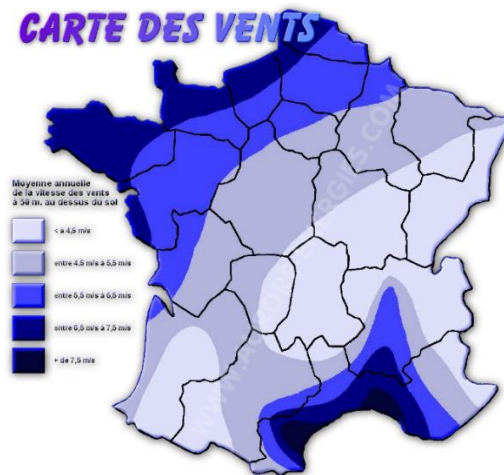 CARTE DES VENTS
Moyenne annuelle
de la vitesse des vents
à 50 m. au dessus du sol
< à 4,5 m/s
entre 4,5 m/s à 5,5 m/s
entre 5,5 m/s à 6,5 m/s
entre 6,5 m/s à 7,5 m/s
+ de 7,5 m/s